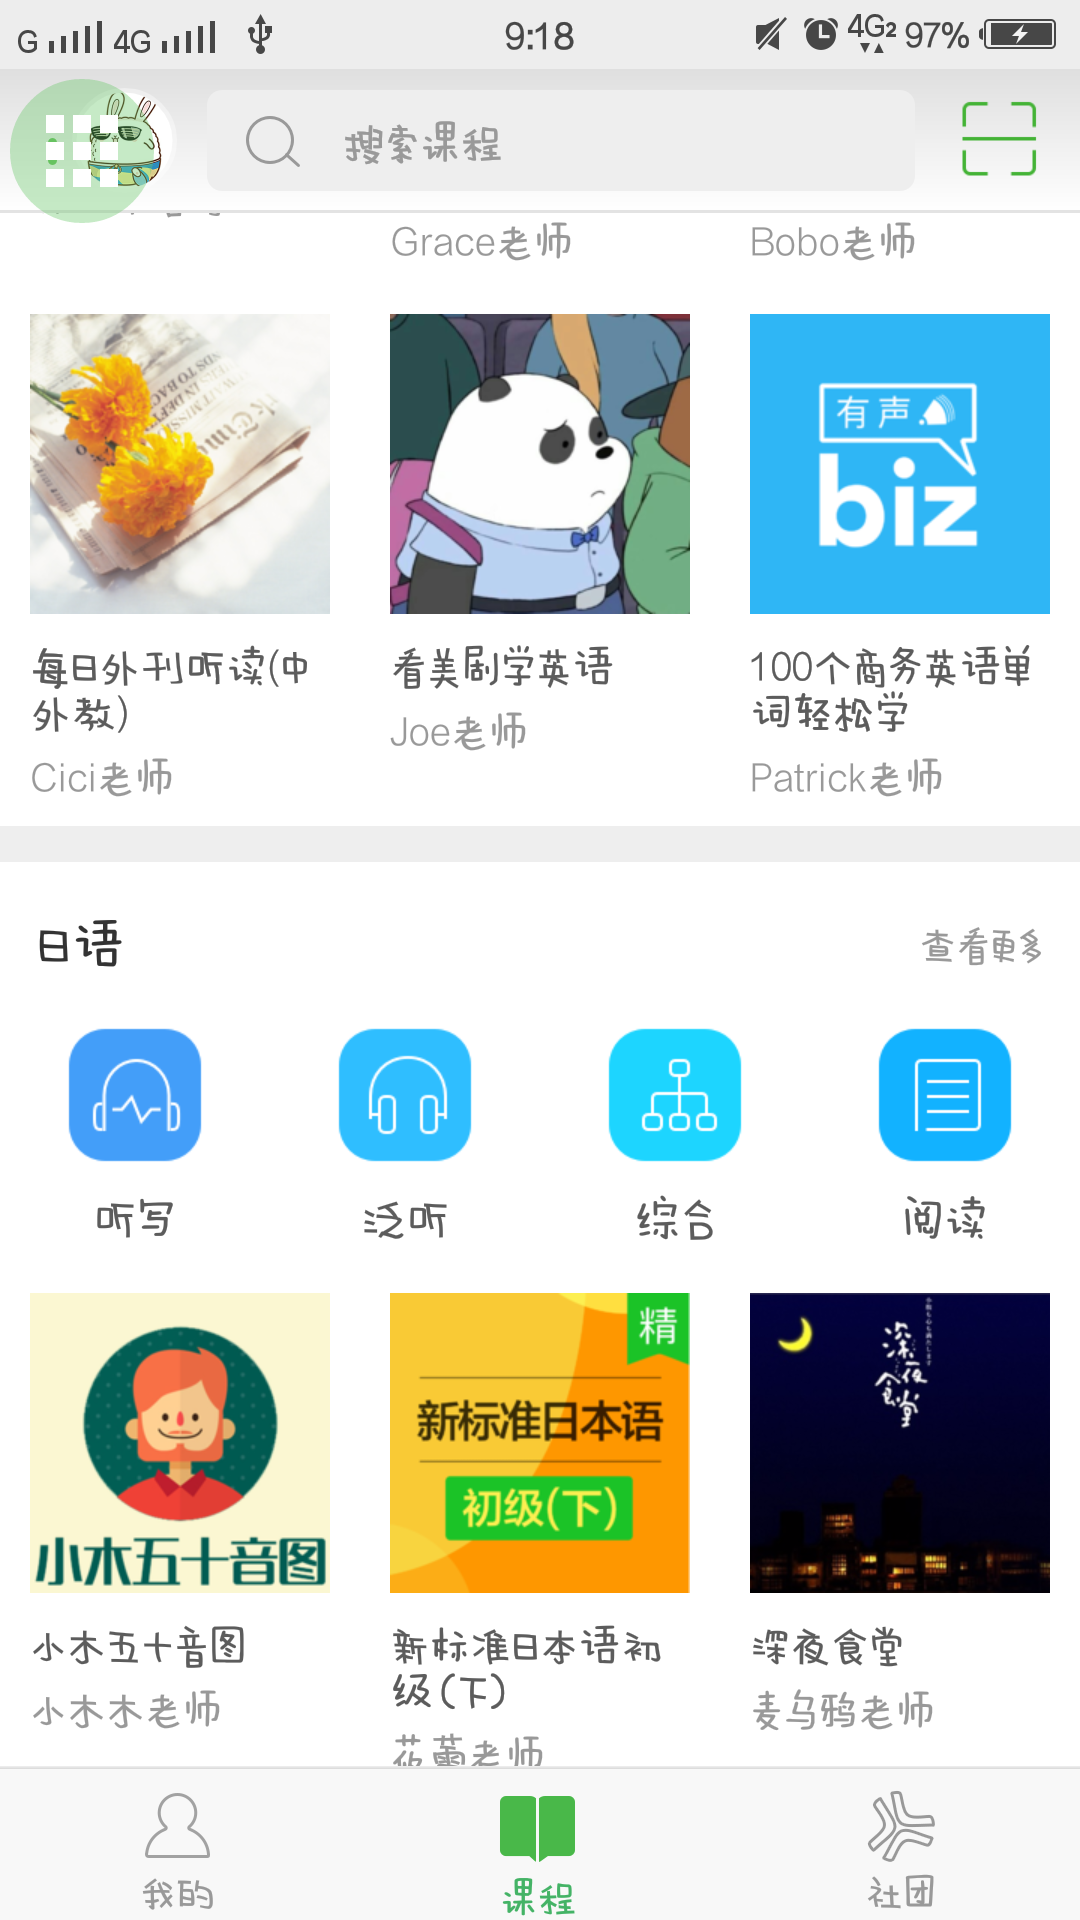 G 4G 9:18 4G2 97%
搜索课程
Grace老师 Bobo老师
有声
biz
每日外刊听读(中外教)
Cici老师
看美剧学英语
Joe老师
100个商务英语单词轻松学
Patrick老师
日语 查看更多
听写 泛听 综合 阅读
小木五十音图
精
新标准日本语
初级(下)
深夜食堂
小木五十音图
小木木老师
新标准日本语初级(下)
深夜食堂
麦乌鸦老师
我的 课程 社团